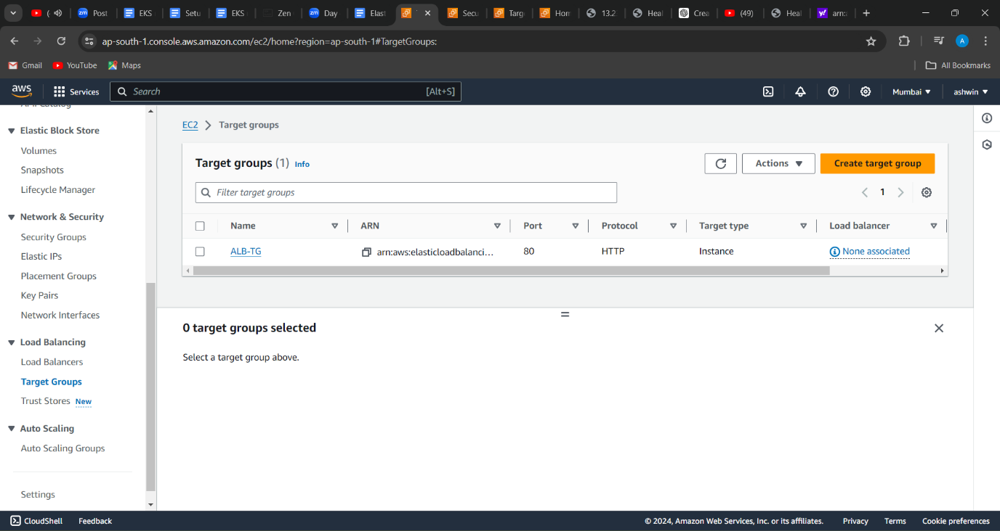 (
Post
EKS
Setu
EKS
Zen
Day
Elast
Secu
Targ
Hom
13.2
Heal
Crea
(49)
Heal
arn:a
ap-south-1.console.aws.amazon.com/ec2/home?region=ap-south-1#TargetGroups:
A
Gmail YouTube Maps All Bookmarks
aws Services Search [Alt+S] Mumbai ashwin
Elastic Block Store
Volumes
Snapshots
Lifecycle Manager
Network & Security
Security Groups
Elastic IPs
Placement Groups
Key Pairs
Network Interfaces
Load Balancing
Load Balancers
Target Groups
Trust Stores New
Auto Scaling
Auto Scaling Groups
Settings
EC2 > Target groups
Target groups (1) Info Actions Create target group
Filter target groups 1
Name ARN Port Protocol Target type Load balancer
ALB-TG arn:aws:elasticloadbalanci... 80 HTTP Instance None associated
0 target groups selected
Select a target group above.
CloudShell Feedback © 2024, Amazon Web Services, Inc. or its affiliates. Privacy Terms Cookie preferences